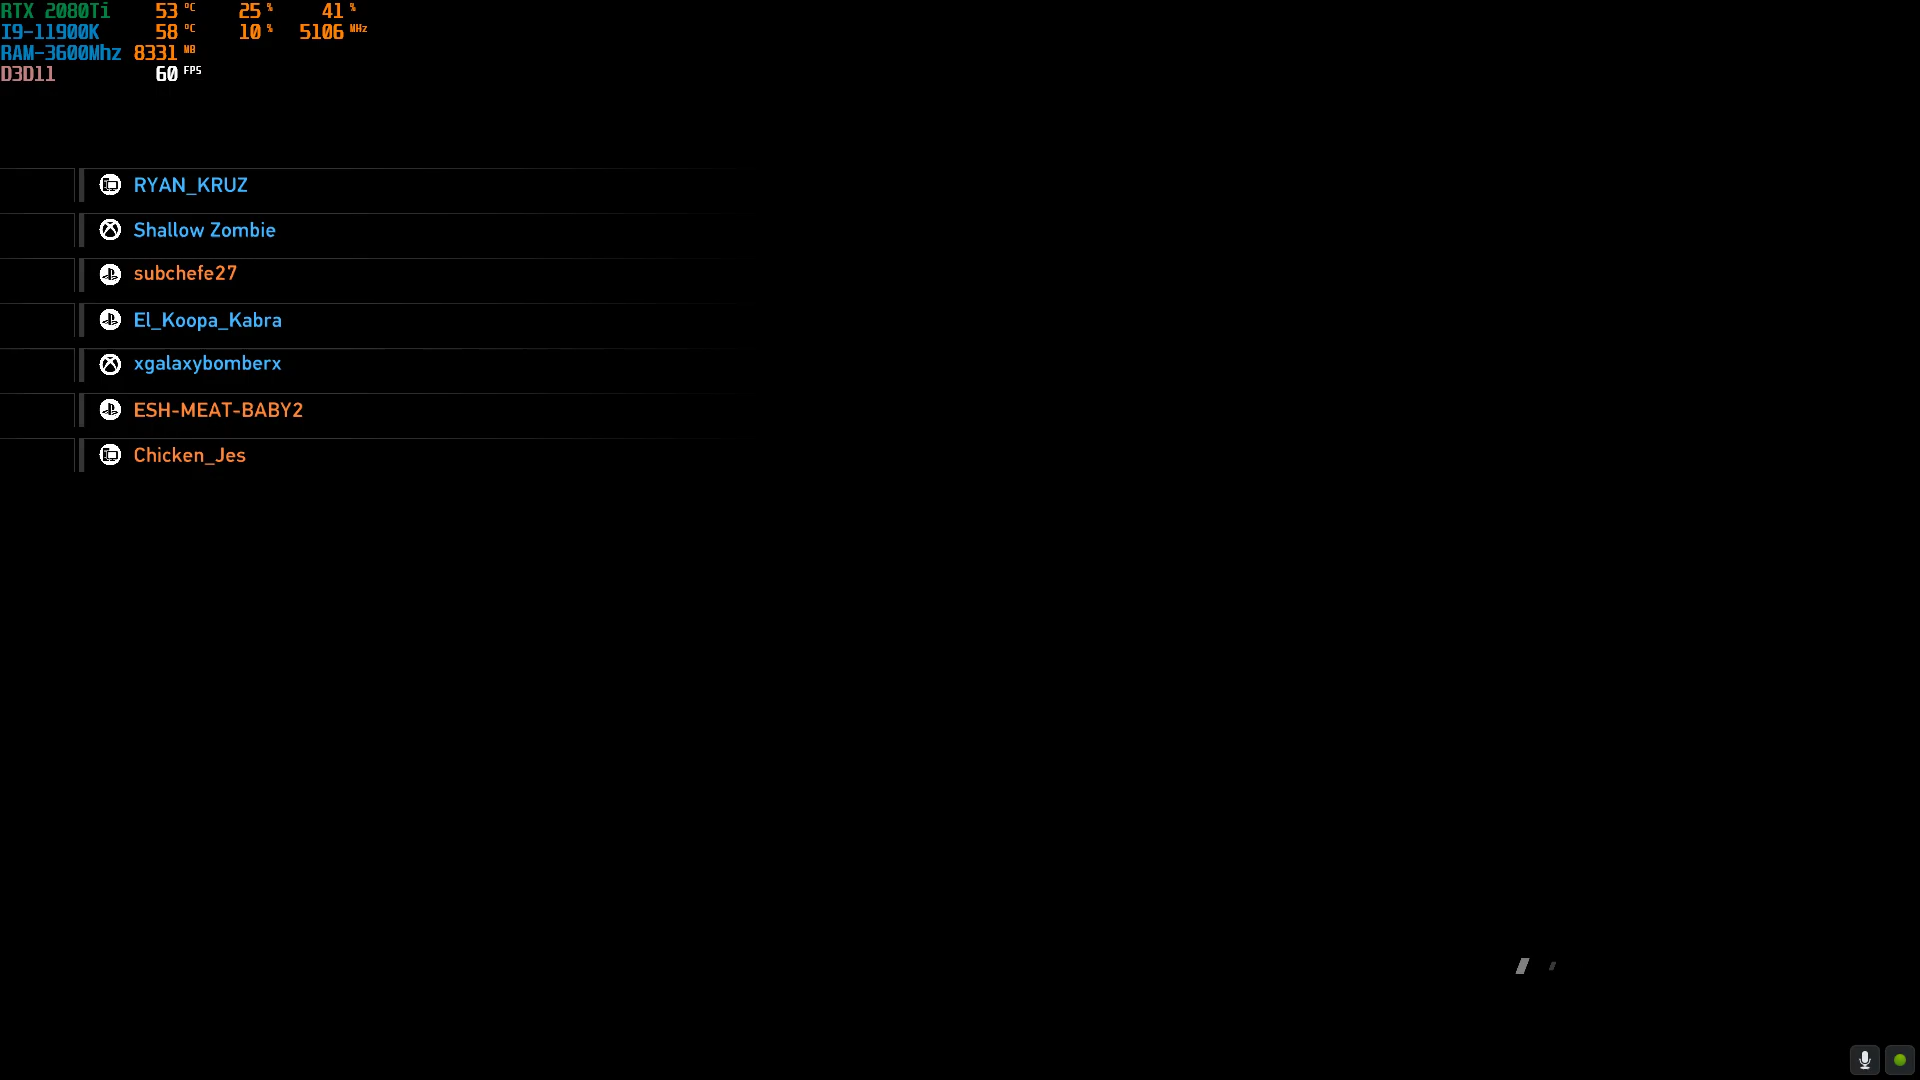 RTX 2080Ti 53 °C 25 % 41 %
I9-11900K 58 °C 10 % 5106 MHz
RAM-3600Mhz 8331 MB
D3D11 60 FPS
RYAN_KRUZ
Shallow Zombie
subchefe27
El_Koopa_Kabra
xgalaxybomberx
ESH-MEAT-BABY2
Chicken_Jes